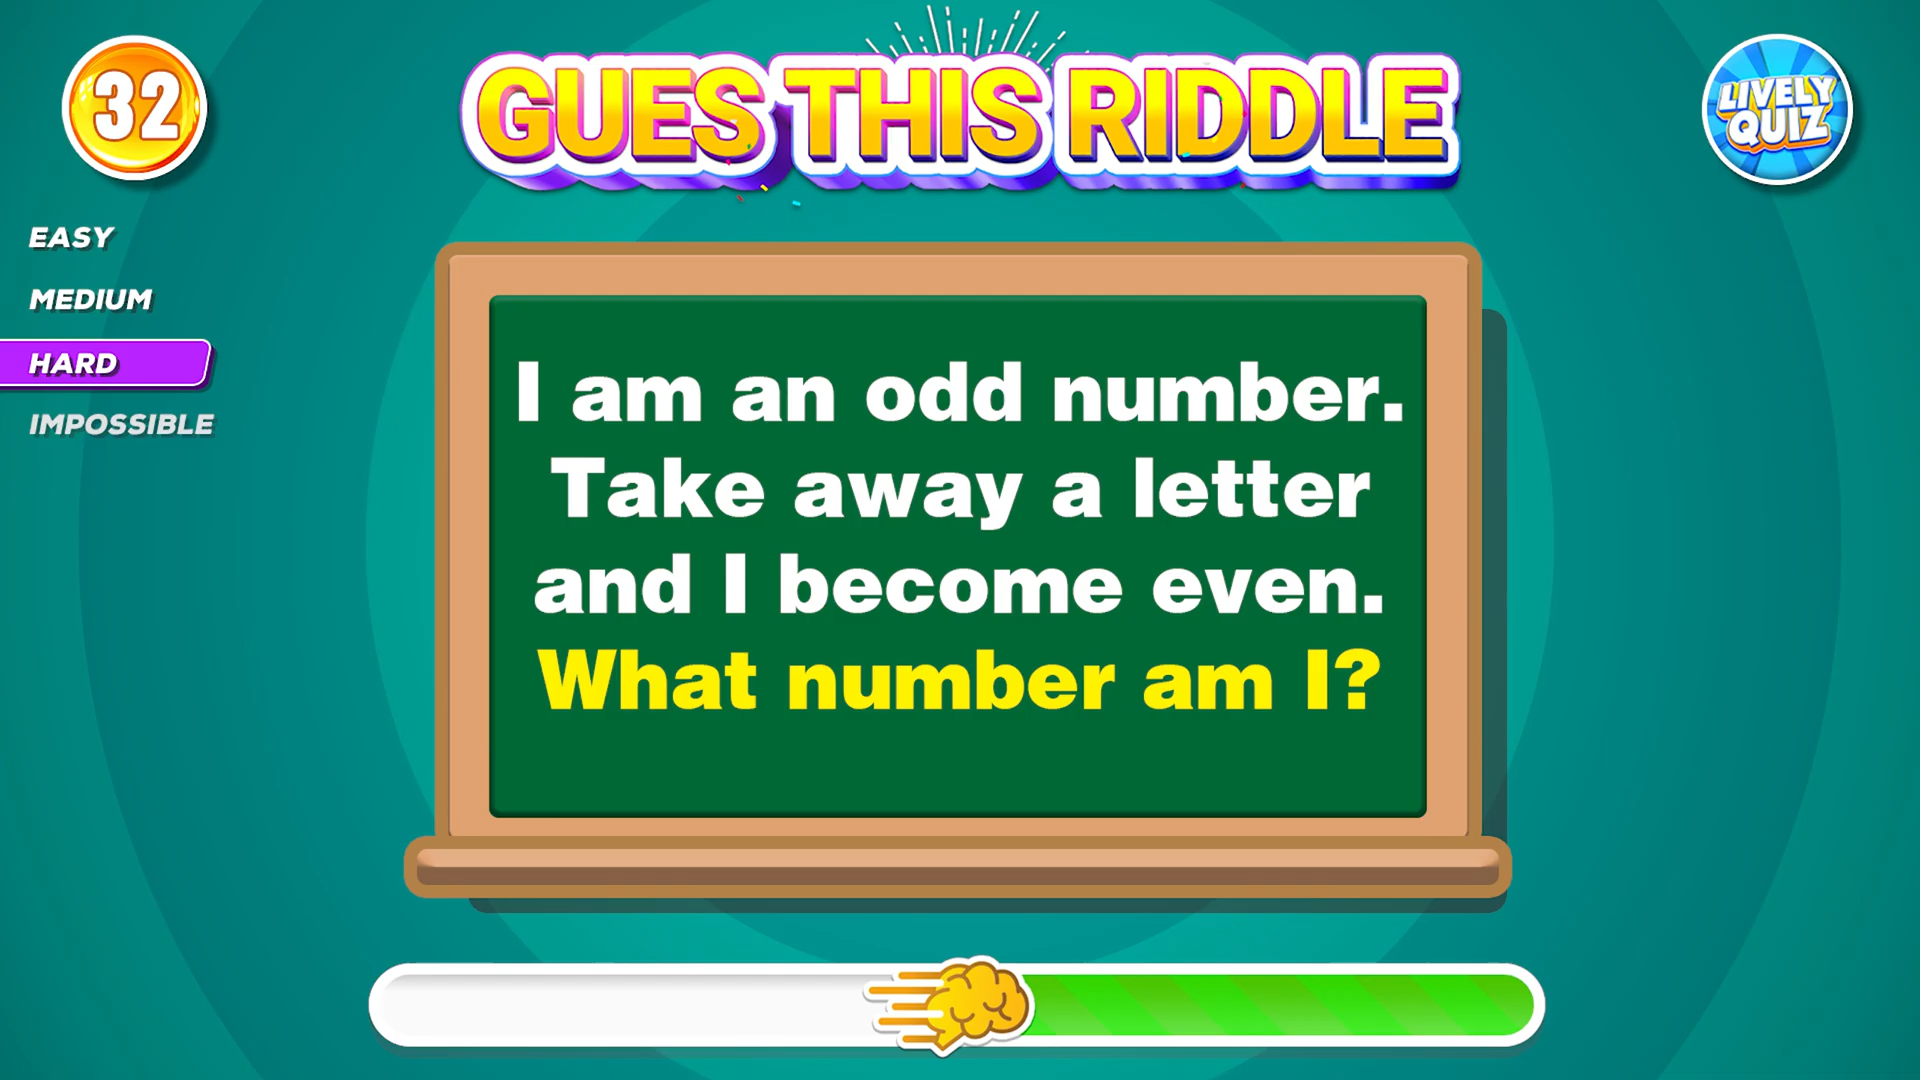 32
GUES THIS RIDDLE
LIVELY
QUIZ
EASY
MEDIUM
HARD
IMPOSSIBLE
I am an odd number.
Take away a letter
and I become even.
What number am I?